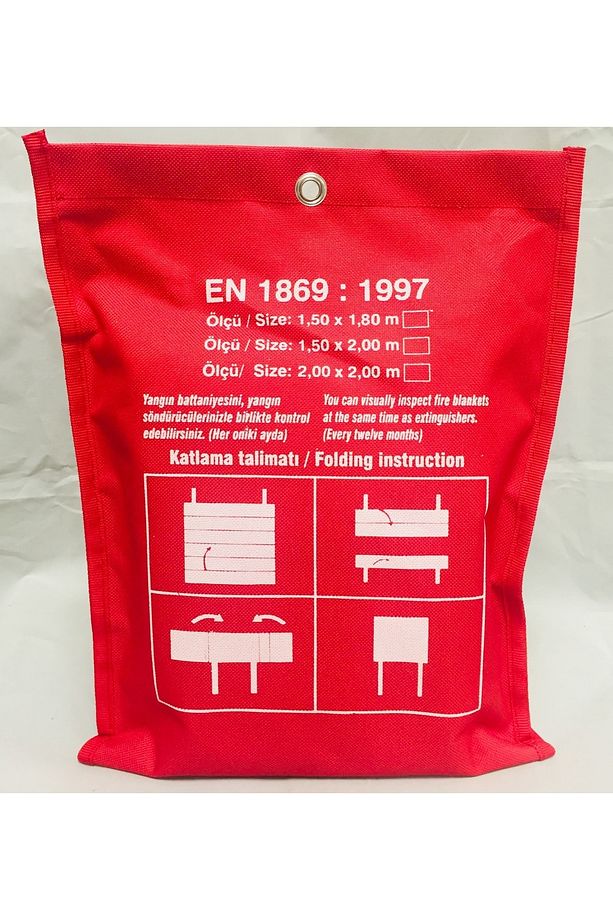 EN 1869 : 1997
Ölçü / Size: 1,50 x 1,80 m
Ölçü / Size: 1,50 x 2,00 m
Ölçü/ Size: 2,00 x 2,00 m
Yangın battaniyesini, yangın
söndürücülerinizle birlikte kontrol
edebilirsiniz. (Her oniki ayda)
You can visually inspect fire blankets
at the same time as extinguishers.
(Every twelve months)
Katlama talimatı / Folding instruction